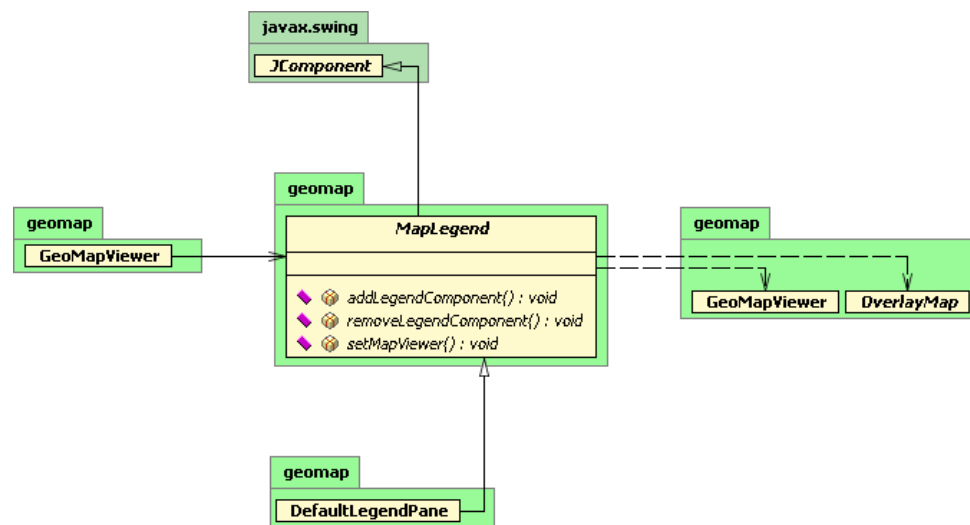 javax.swing
JComponent
geomap
MapLegend
addLegendComponent() : void
removeLegendComponent() : void
setMapViewer() : void
geomap
GeoMapViewer
geomap
GeoMapViewer
OverlayMap
geomap
DefaultLegendPane